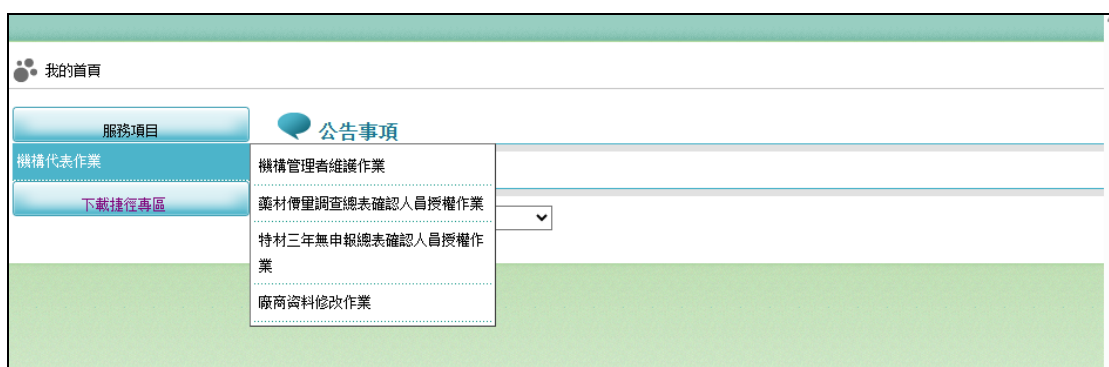 我的首頁
服務項目
公告事項
機構代表作業
機構管理者維護作業
下載捷徑專區
藥材價量調查總表確認人員授權作業
特材三年無申報總表確認人員授權作
業
廠商資料修改作業